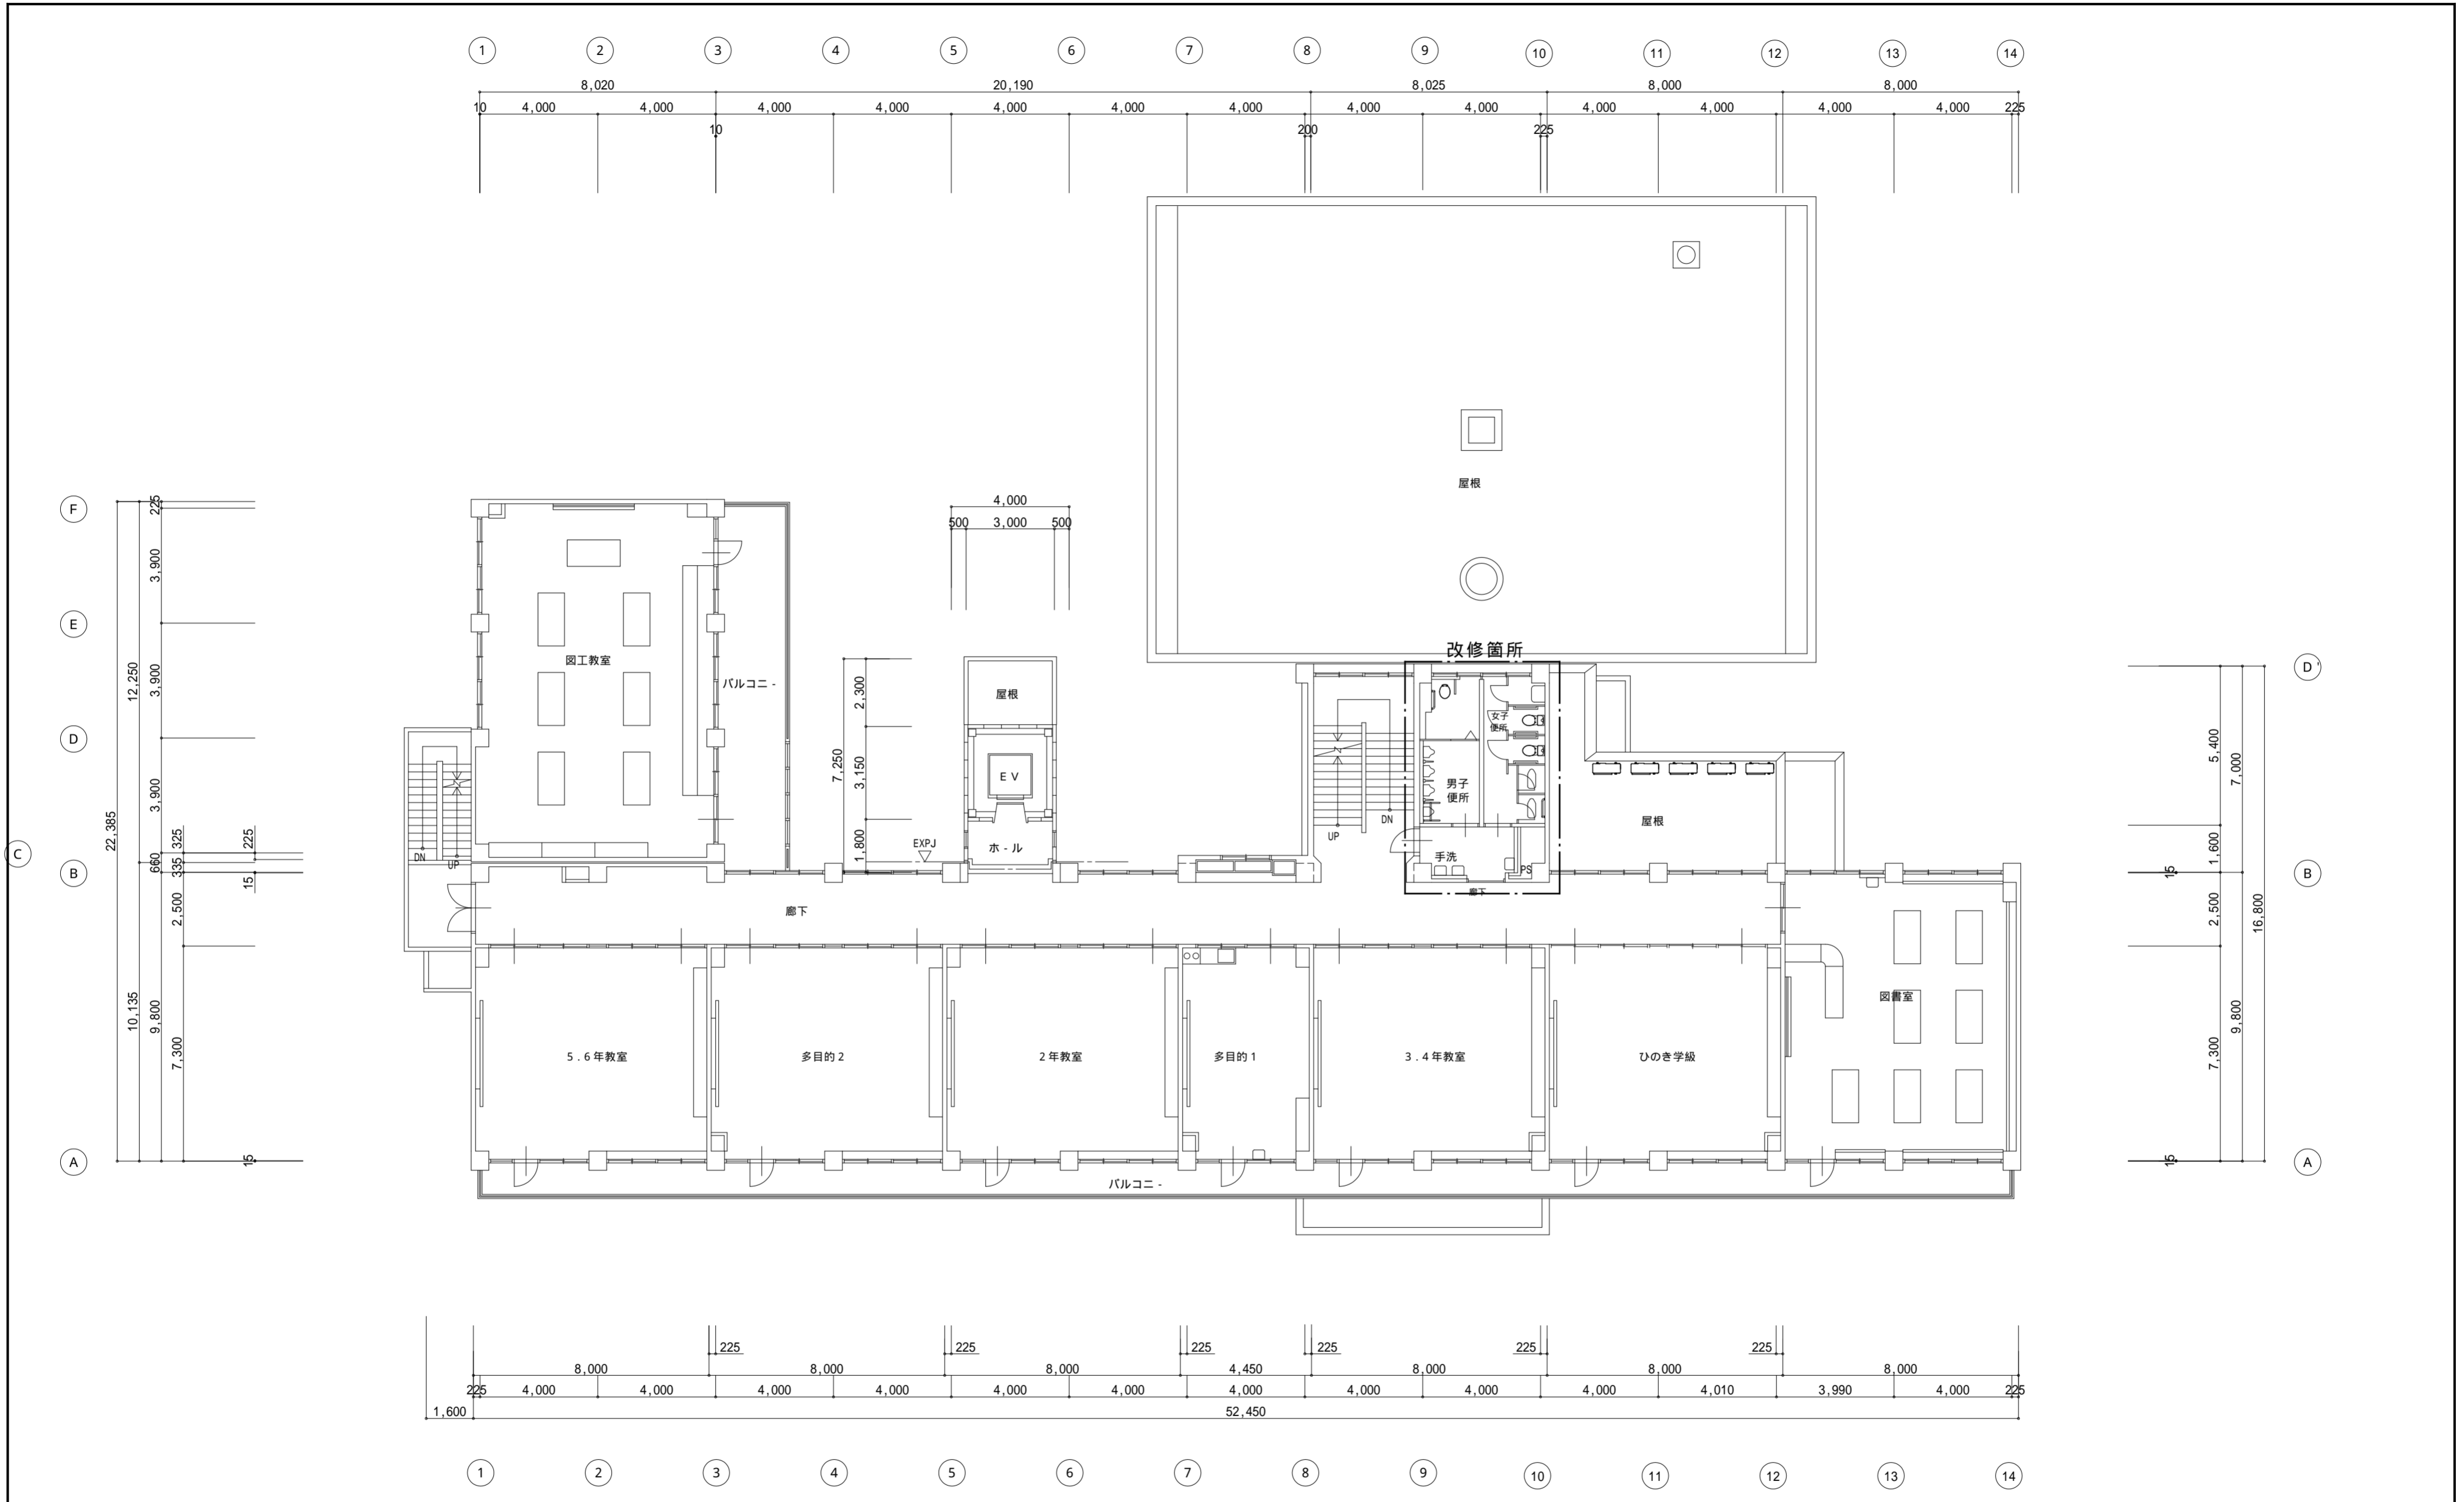 1 2 3 4 5 6 7 8 9 10 11 12 13 14
8,020 20,190 8,025 8,000 8,000
10 4,000 4,000 4,000 4,000 4,000 4,000 4,000 4,000 4,000 4,000 4,000 4,000 4,000 225
10 200 225
屋根
F
E
D
C
B
A
22,385
12,250
10,135
225
3,900
3,900
3,900
660
9,800
325
335
2,500
7,300
225
15
15
4,000
500 3,000 500
図工教室
バルコニ-
7,250
2,300
3,150
1,800
屋根
EV
ホ-ル
EXPJ
DN
UP
改修箇所
女子
便所
男子
便所
手洗
PS
廊下
UP
DN
屋根
廊下
5.6年教室
多目的2
2年教室
多目的1
3.4年教室
ひのき学級
図書室
バルコニ-
D'
B
A
5,400
1,600
2,500
7,300
7,000
9,800
16,800
15
15
225 225 225 225 225 225
8,000 8,000 8,000 4,450 8,000 8,000 8,000
225 4,000 4,000 4,000 4,000 4,000 4,000 4,000 4,000 4,000 4,000 4,010 3,990 4,000 225
1,600 52,450
1 2 3 4 5 6 7 8 9 10 11 12 13 14